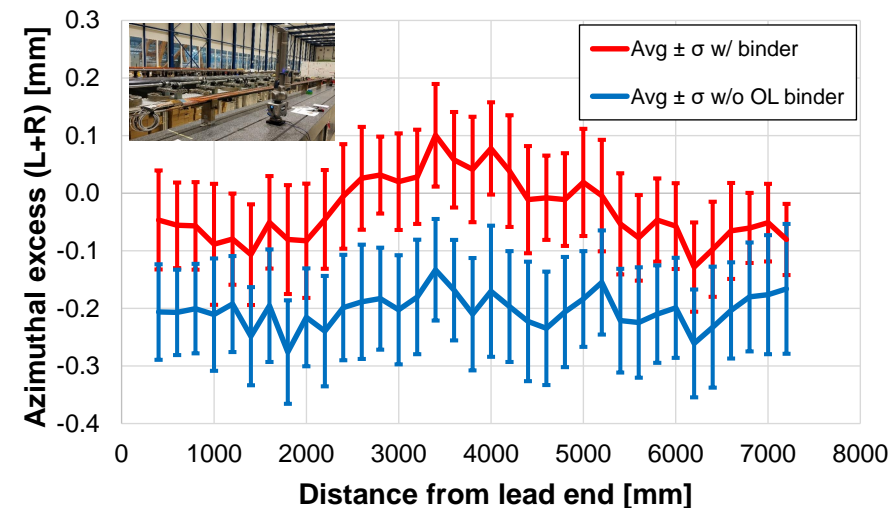 0.3
0.2
0.1
0.0
-0.1
-0.2
-0.3
-0.4
Azimuthal excess (L+R) [mm]
Avg ± σ w/ binder
Avg ± σ w/o OL binder
0 1000 2000 3000 4000 5000 6000 7000 8000
Distance from lead end [mm]